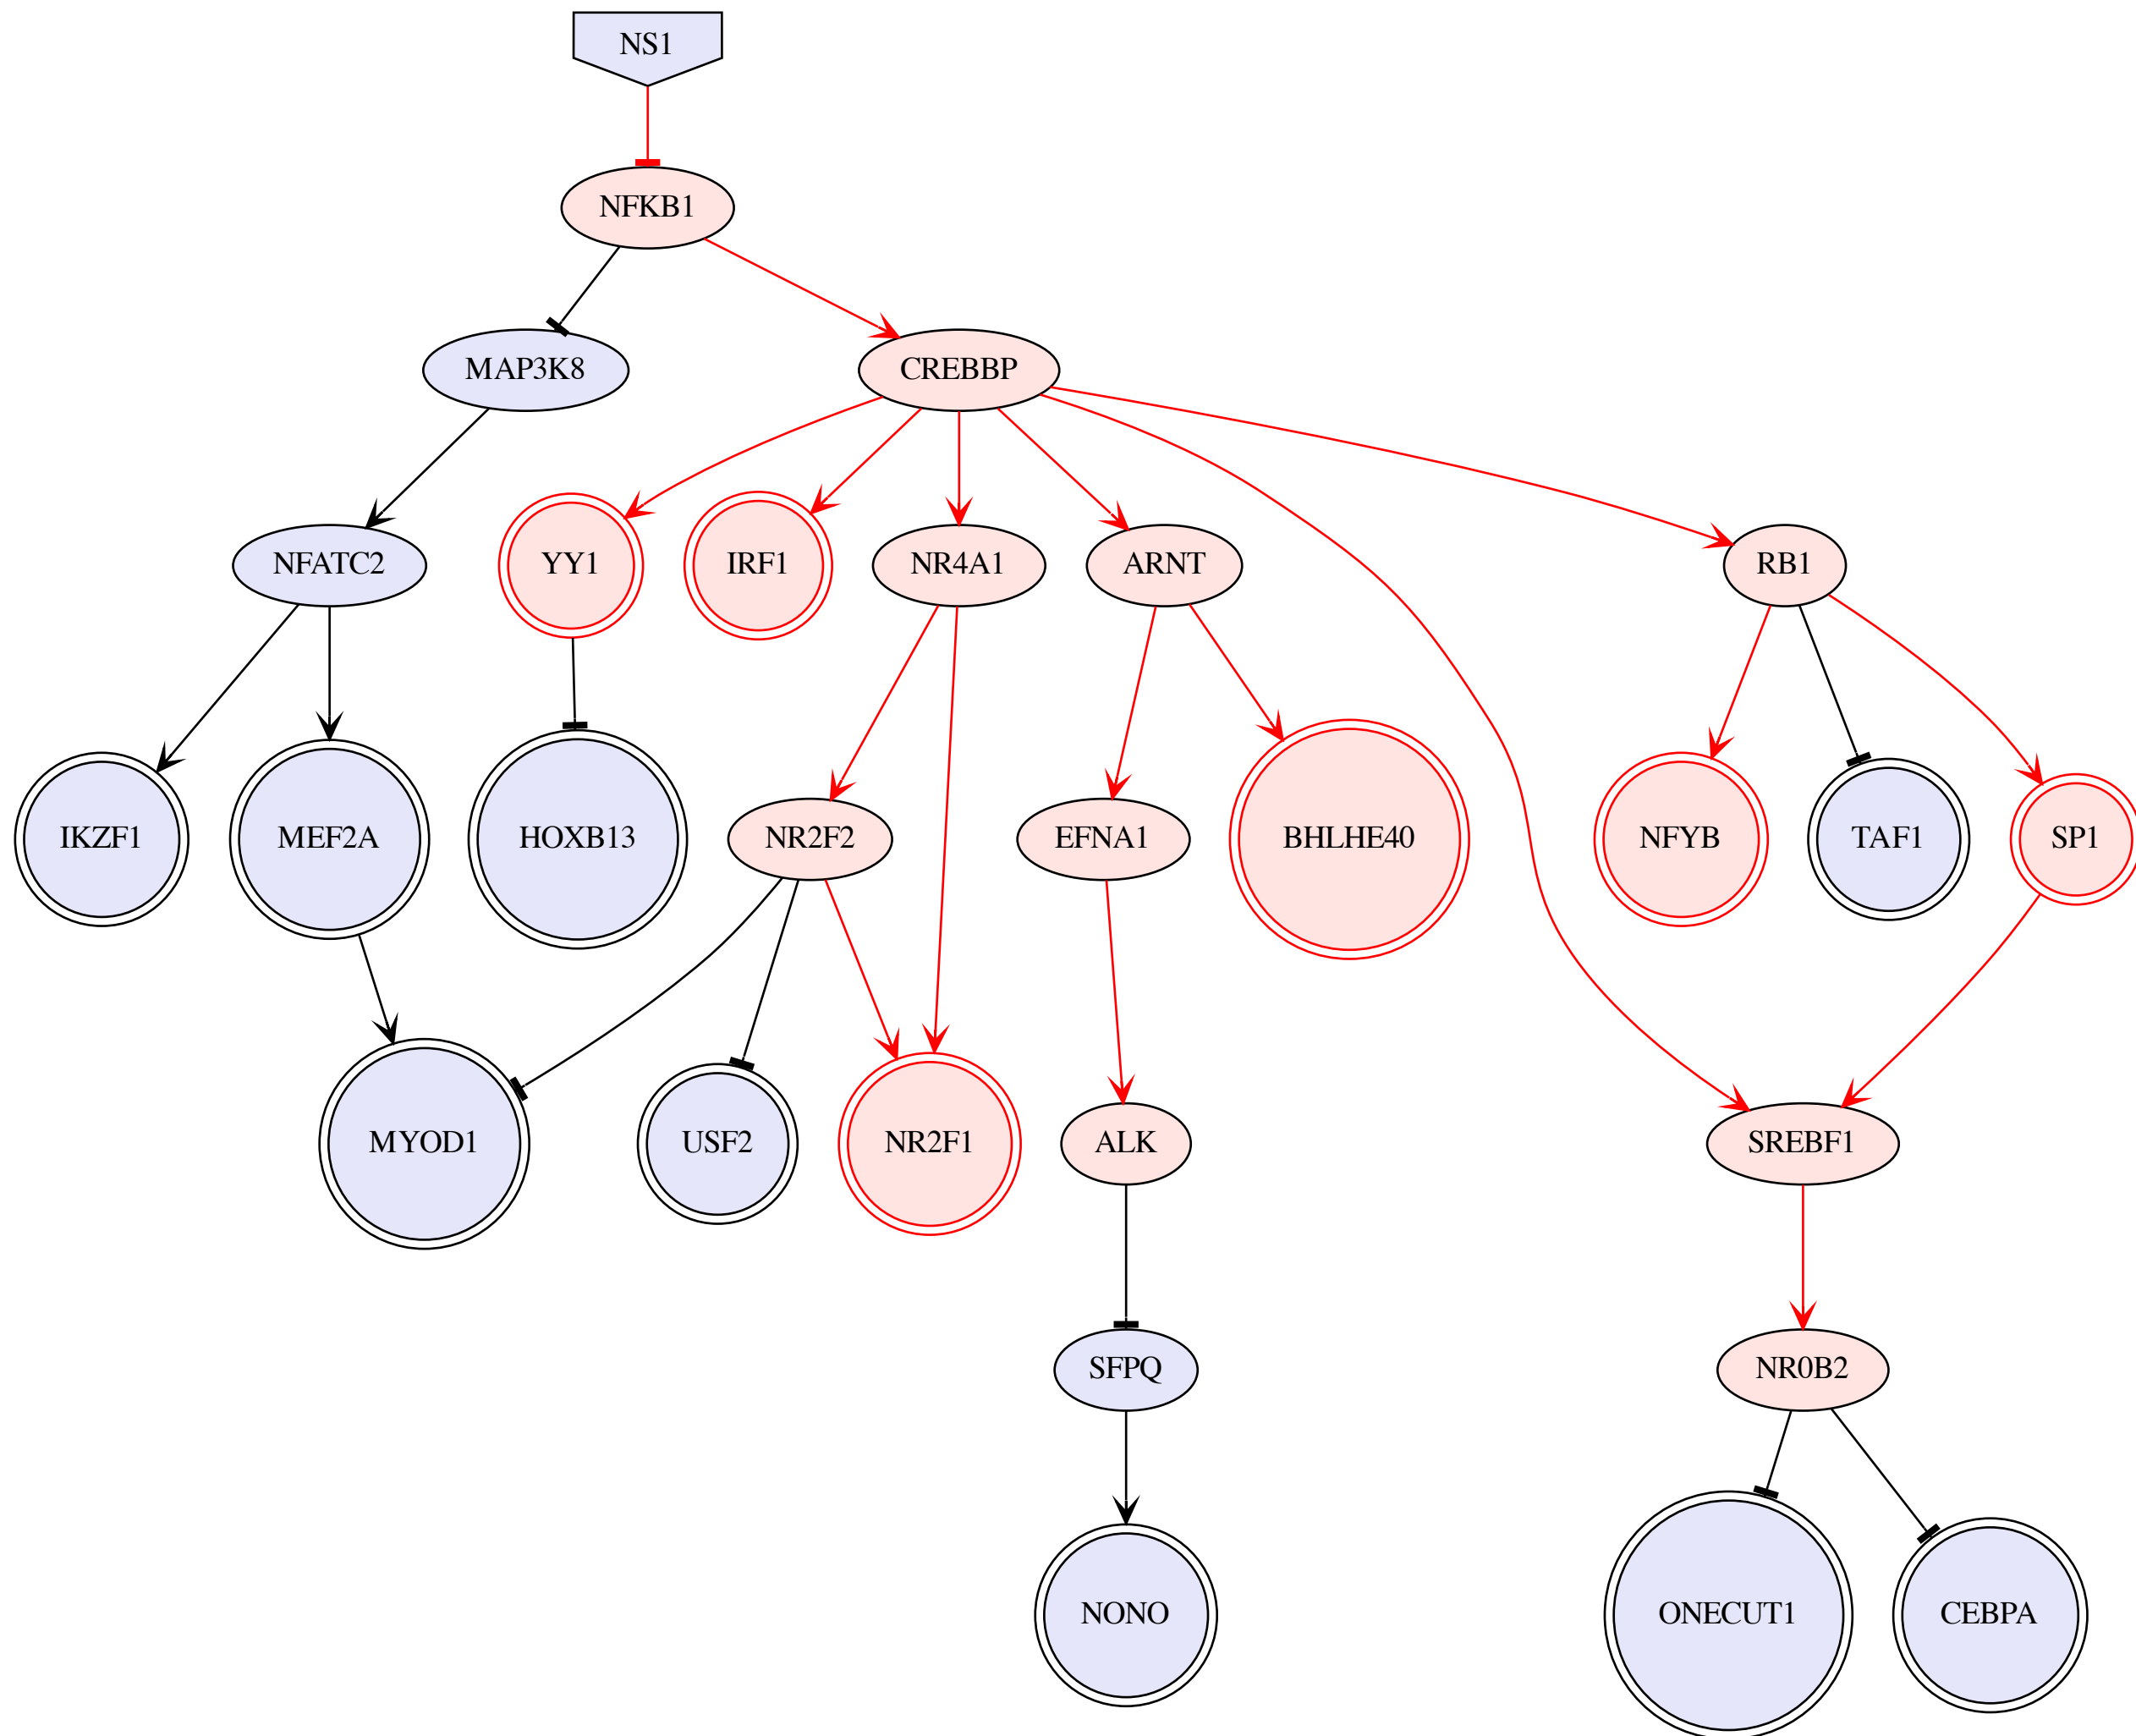 NS1
NFKB1
MAP3K8
CREBBP
NFATC2
YY1
IRF1
NR4A1
ARNT
RB1
IKZF1
MEF2A
HOXB13
NR2F2
EFNA1
BHLHE40
NFYB
TAF1
SP1
MYOD1
USF2
NR2F1
ALK
SREBF1
SFPQ
NR0B2
NONO
ONECUT1
CEBPA